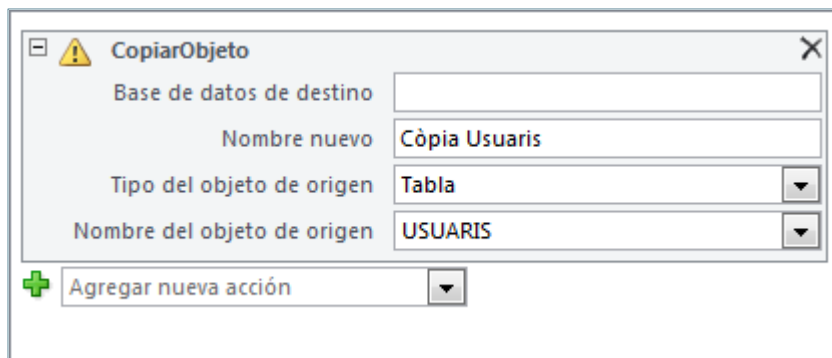 CopiarObjeto
Base de datos de destino
Nombre nuevo Còpia Usuaris
Tipo del objeto de origen Tabla
Nombre del objeto de origen USUARIS
Agregar nueva acción